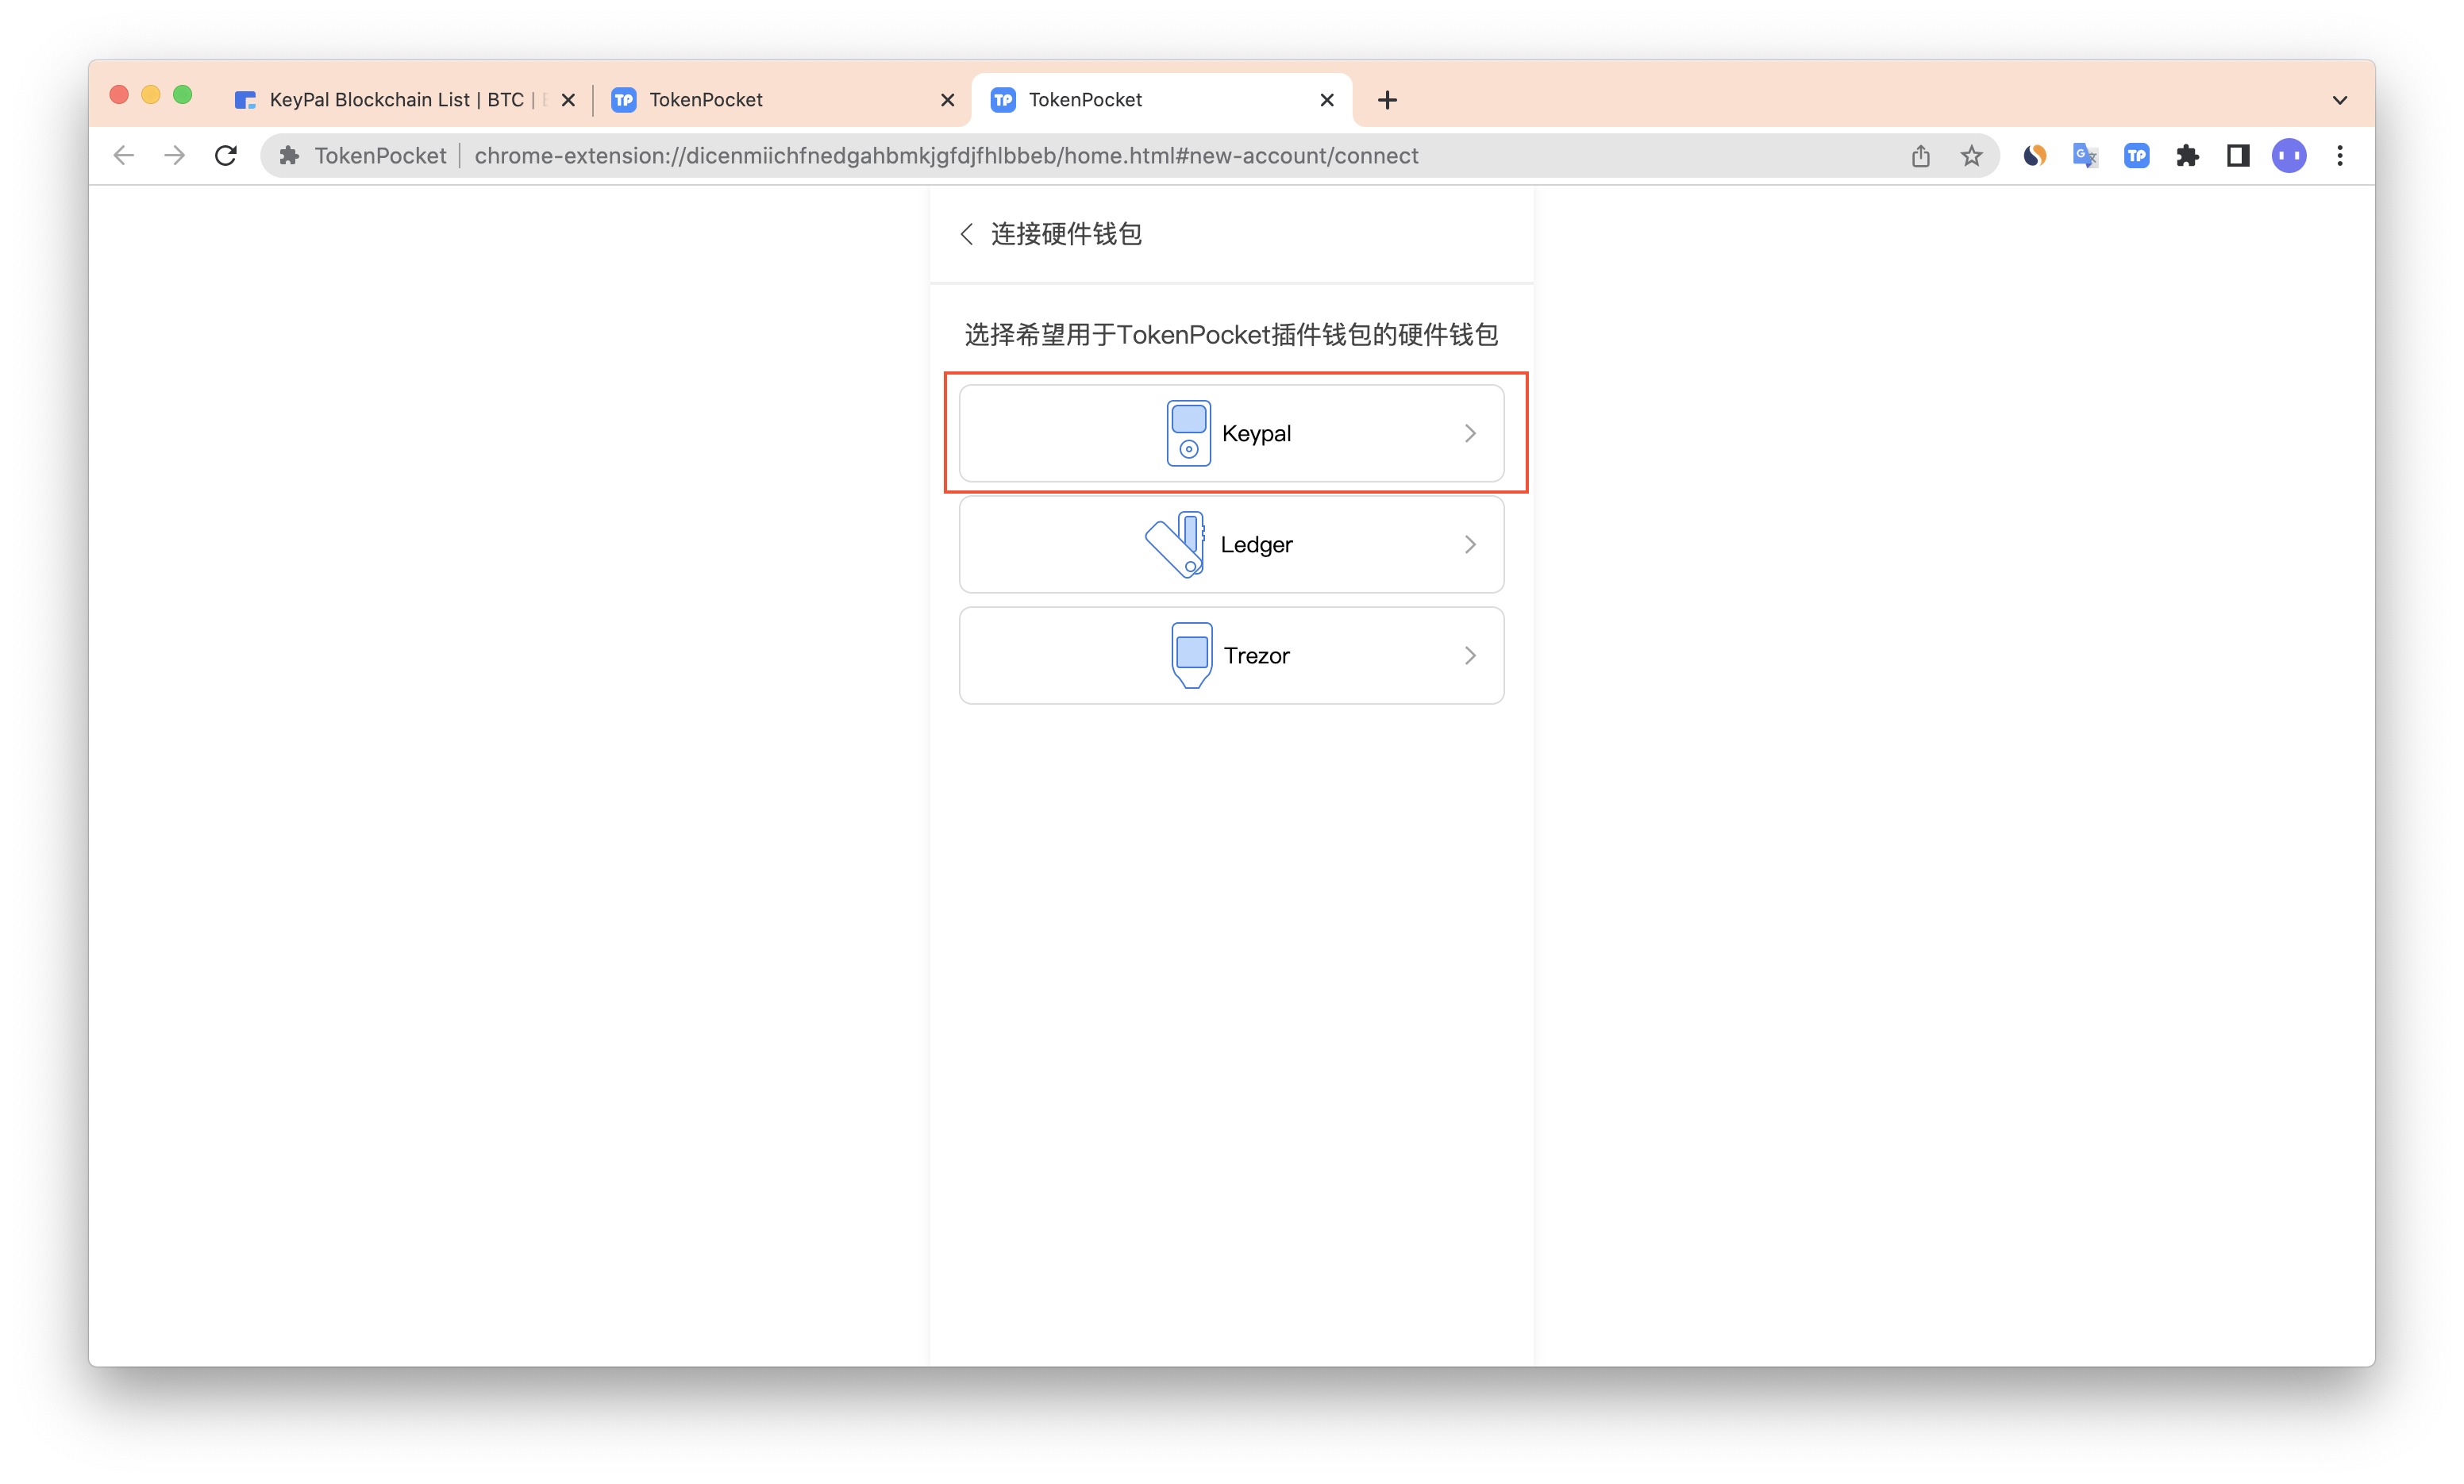 KeyPal Blockchain List | BTC |
TokenPocket
TokenPocket
TokenPocket
chrome-extension://dicenmiichfnedgahbmkjgfdjfhlbbeb/home.html#new-account/connect
连接硬件钱包
选择希望用于TokenPocket插件钱包的硬件钱包
Keypal
Ledger
Trezor